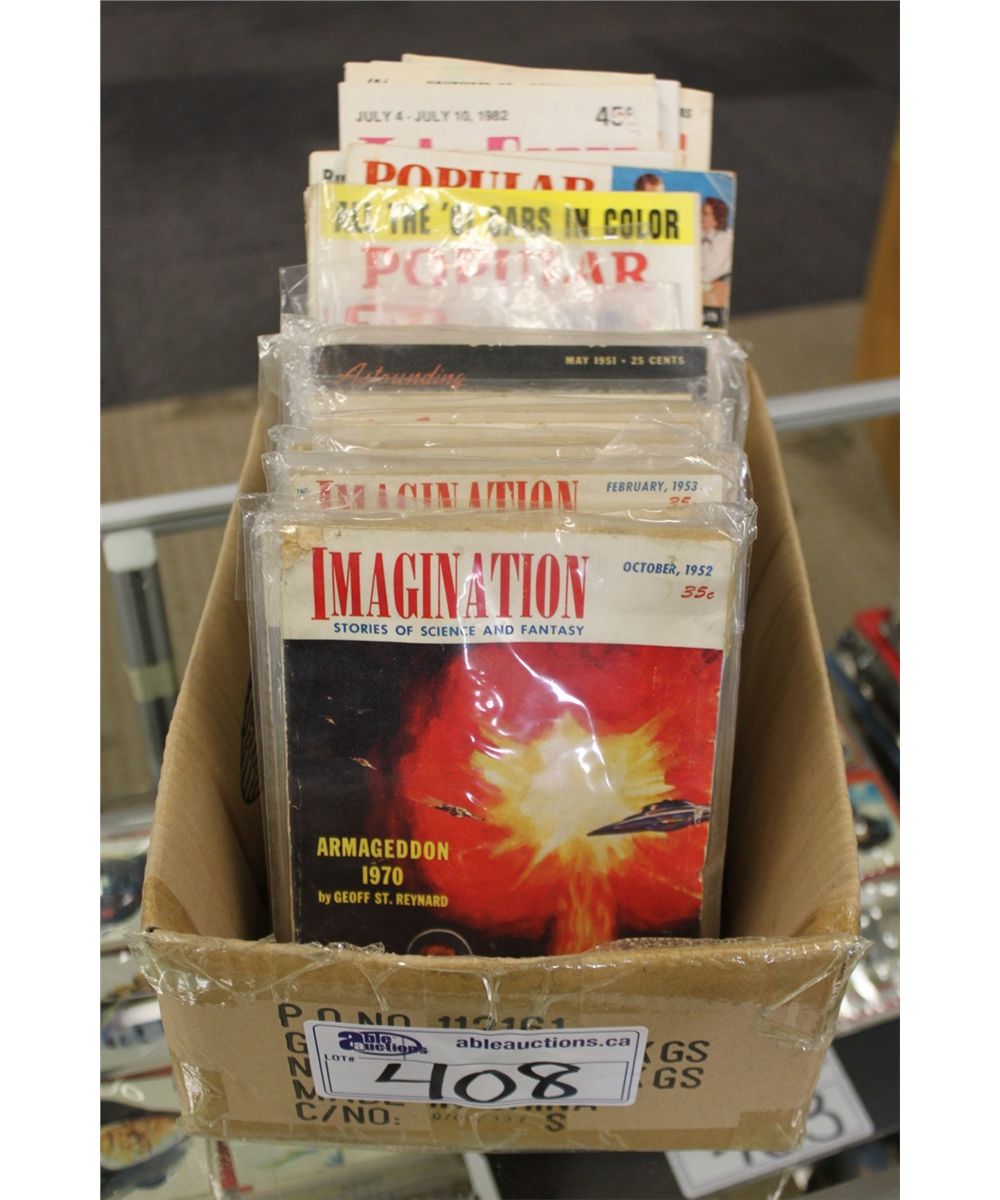 JULY 4 - JULY 10, 1982
45¢
POPULAR
ALL THE '61 CARS IN COLOR
POPULAR
MAY 1951 • 25 CENTS
Astounding
IMAGINATION
FEBRUARY, 1953
35
IMAGINATION
OCTOBER, 1952
35c
STORIES OF SCIENCE AND FANTASY
ARMAGEDDON
1970
by GEOFF ST. REYNARD
P.O.NO. 112161
able auctions
ableauctions.ca
LOT#
408
KGS
KGS
C/NO:
S